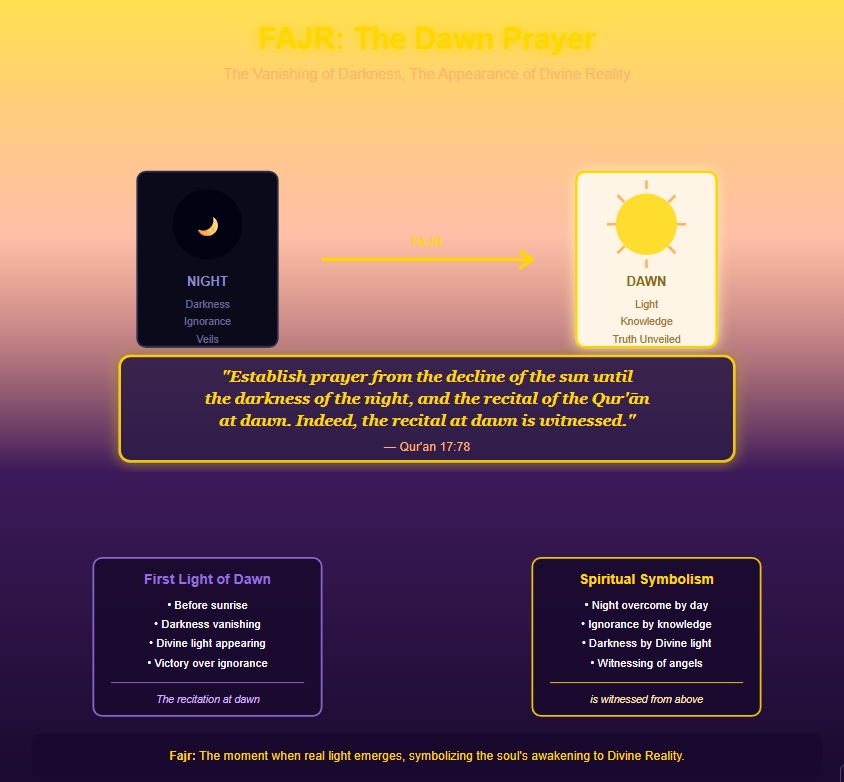 FAJR: The Dawn Prayer
The Vanishing of Darkness, The Appearance of Divine Reality
FAJR
NIGHT
Darkness
Ignorance
Veils
DAWN
Light
Knowledge
Truth Unveiled
"Establish prayer from the decline of the sun until
the darkness of the night, and the recital of the Qur'ān
at dawn. Indeed, the recital at dawn is witnessed."
— Qur'an 17:78
First Light of Dawn
• Before sunrise
• Darkness vanishing
• Divine light appearing
• Victory over ignorance
The recitation at dawn
Spiritual Symbolism
• Night overcome by day
• Ignorance by knowledge
• Darkness by Divine light
• Witnessing of angels
is witnessed from above
Fajr: The moment when real light emerges, symbolizing the soul's awakening to Divine Reality.